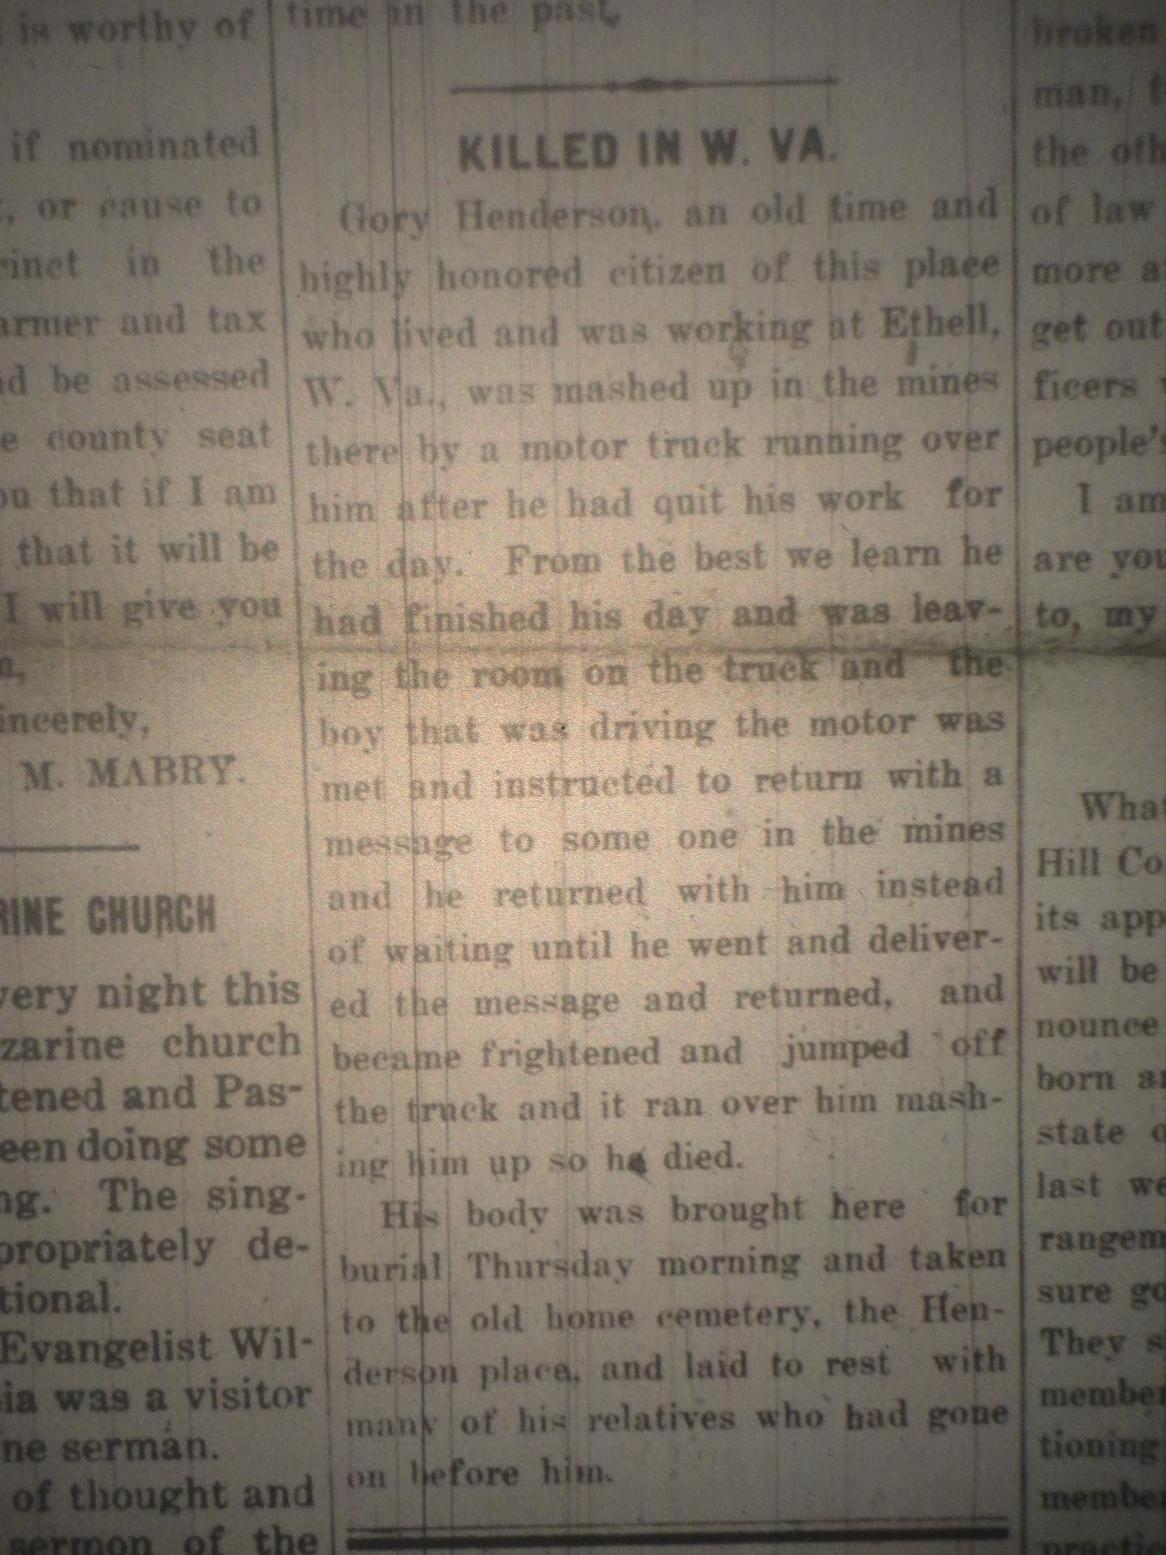 is worthy of
if nominated
, or cause to
rinct in the
armer and tax
d be assessed
e county seat
ou that if I am
that it will be
I will give you
incerely,
M. MABRY.
RINE CHURCH
very night this
zarine church
tened and Pas-
een doing some
ng. The sing-
propriately de-
tional.
Evangelist Wil-
ia was a visitor
ne serman.
of thought and
sermon of the
time in the past.
KILLED IN W. VA.
Gory Henderson, an old time and
highly honored citizen of this place
who lived and was working at Ethell,
W. Va., was mashed up in the mines
there by a motor truck running over
him after he had quit his work for
the day. From the best we learn he
had finished his day and was leav-
ing the room on the truck and the
boy that was driving the motor was
met and instructed to return with a
message to some one in the mines
and he returned with him instead
of waiting until he went and deliver-
ed the message and returned, and
became frightened and jumped off
the truck and it ran over him mash-
ing him up so he died.
His body was brought here for
burial Thursday morning and taken
to the old home cemetery, the Hen-
derson place, and laid to rest with
many of his relatives who had gone
on before him.
broken
man, t
the oth
of law
more a
get out
ficers
people's
I am
are you
to, my
What
Hill Co
its app
will be
nounce
born a
state o
last we
rangem
sure go
They s
member
tioning
membe
practic